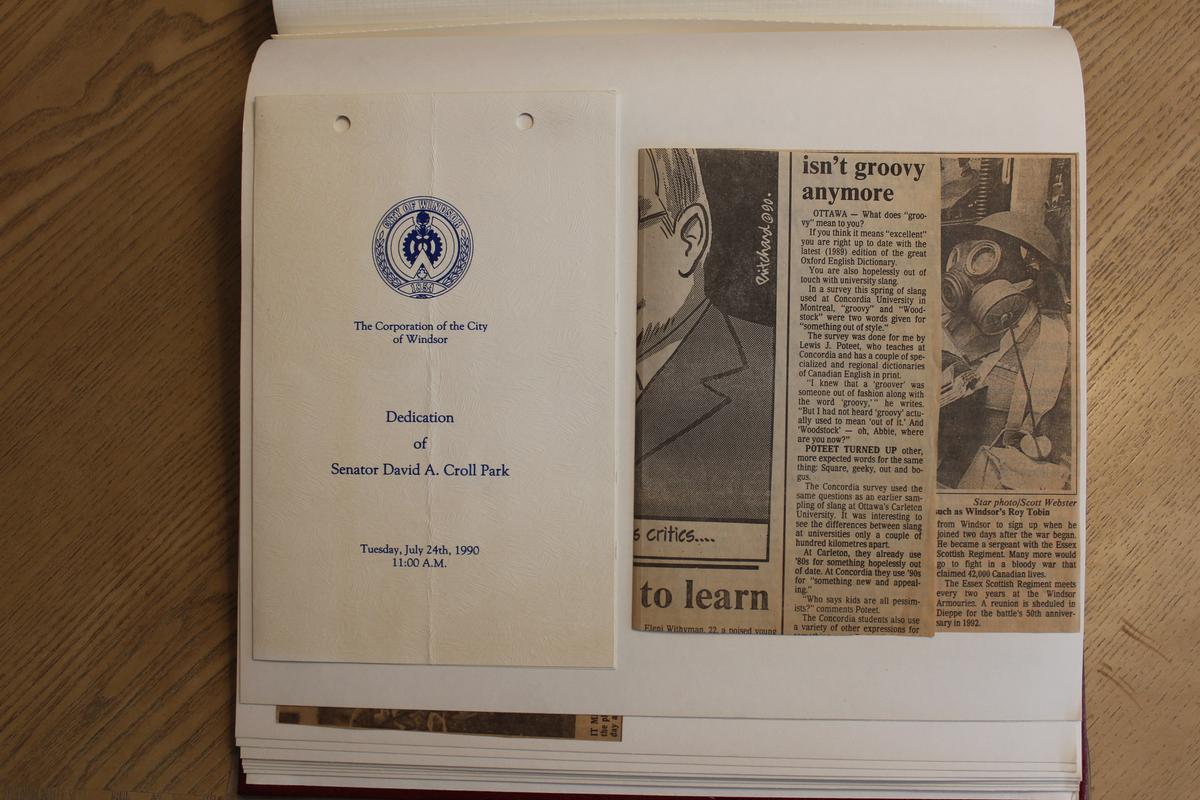 CITY OF WINDSOR
1854
The Corporation of the City
of Windsor
Dedication
of
Senator David A. Croll Park
Tuesday, July 24th, 1990
11:00 A.M.
Pritchard@90.
s critics....
to learn
Eleni Withyman, 22, a poised young
isn't groovy
anymore
OTTAWA — What does "groo-
vy" mean to you?
If you think it means "excellent"
you are right up to date with the
latest (1989) edition of the great
Oxford English Dictionary.
You are also hopelessly out of
touch with university slang.
In a survey this spring of slang
used at Concordia University in
Montreal, "groovy" and "Wood-
stock" were two words given for
"something out of style."
The survey was done for me by
Lewis J. Poteet, who teaches at
Concordia and has a couple of spe-
cialized and regional dictionaries
of Canadian English in print.
"I knew that a 'groover' was
someone out of fashion along with
the word 'groovy,'" he writes.
"But I had not heard 'groovy' actu-
ally used to mean 'out of it.' And
'Woodstock' — oh, Abbie, where
are you now?"
POTEET TURNED UP other,
more expected words for the same
thing: Square, geeky, out and bo-
gus.
The Concordia survey used the
same questions as an earlier sam-
pling of slang at Ottawa's Carleton
University. It was interesting to
see the differences between slang
at universities only a couple of
hundred kilometres apart.
At Carleton, they already use
'80s for something hopelessly out
of date. At Concordia they use '90s
for "something new and appeal-
ing."
"Who says kids are all pessim-
ists?" comments Poteet.
The Concordia students also use
a variety of other expressions for
Star photo/Scott Webster
such as Windsor's Roy Tobin
from Windsor to sign up when he
joined two days after the war began.
He became a sergeant with the Essex
Scottish Regiment. Many more would
go to fight in a bloody war that
claimed 42,000 Canadian lives.
The Essex Scottish Regiment meets
every two years at the Windsor
Armouries. A reunion is sheduled in
Dieppe for the battle's 50th anniver-
sary in 1992.
IT M
the p
day a